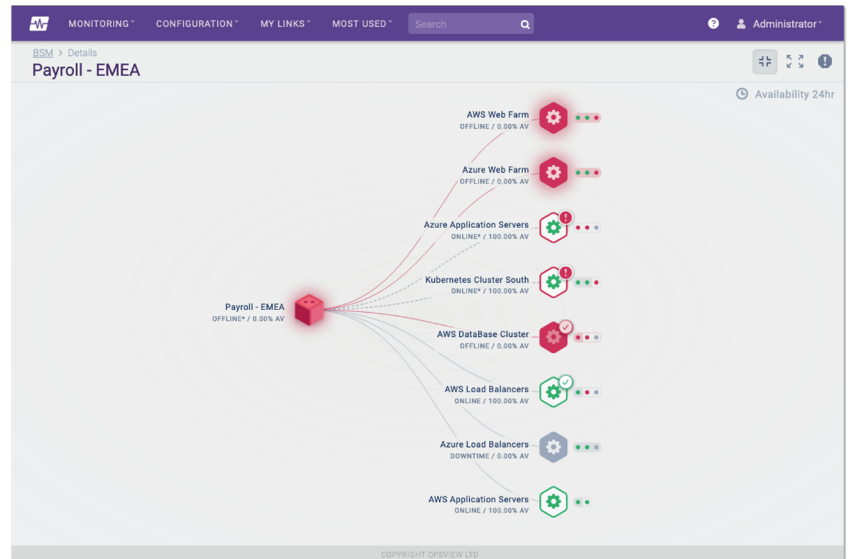 MONITORING
CONFIGURATION
MY LINKS
MOST USED
Search
Administrator
BSM > Details
Payroll - EMEA
Availability 24hr
AWS Web Farm
OFFLINE / 0.00% AV
Azure Web Farm
OFFLINE / 0.00% AV
Azure Application Servers
ONLINE* / 100.00% AV
Kubernetes Cluster South
ONLINE* / 100.00% AV
Payroll - EMEA
OFFLINE* / 0.00% AV
AWS DataBase Cluster
OFFLINE / 0.00% AV
AWS Load Balancers
ONLINE / 100.00% AV
Azure Load Balancers
DOWNTIME / 0.00% AV
AWS Application Servers
ONLINE / 100.00% AV
COPYRIGHT OPSVIEW LTD